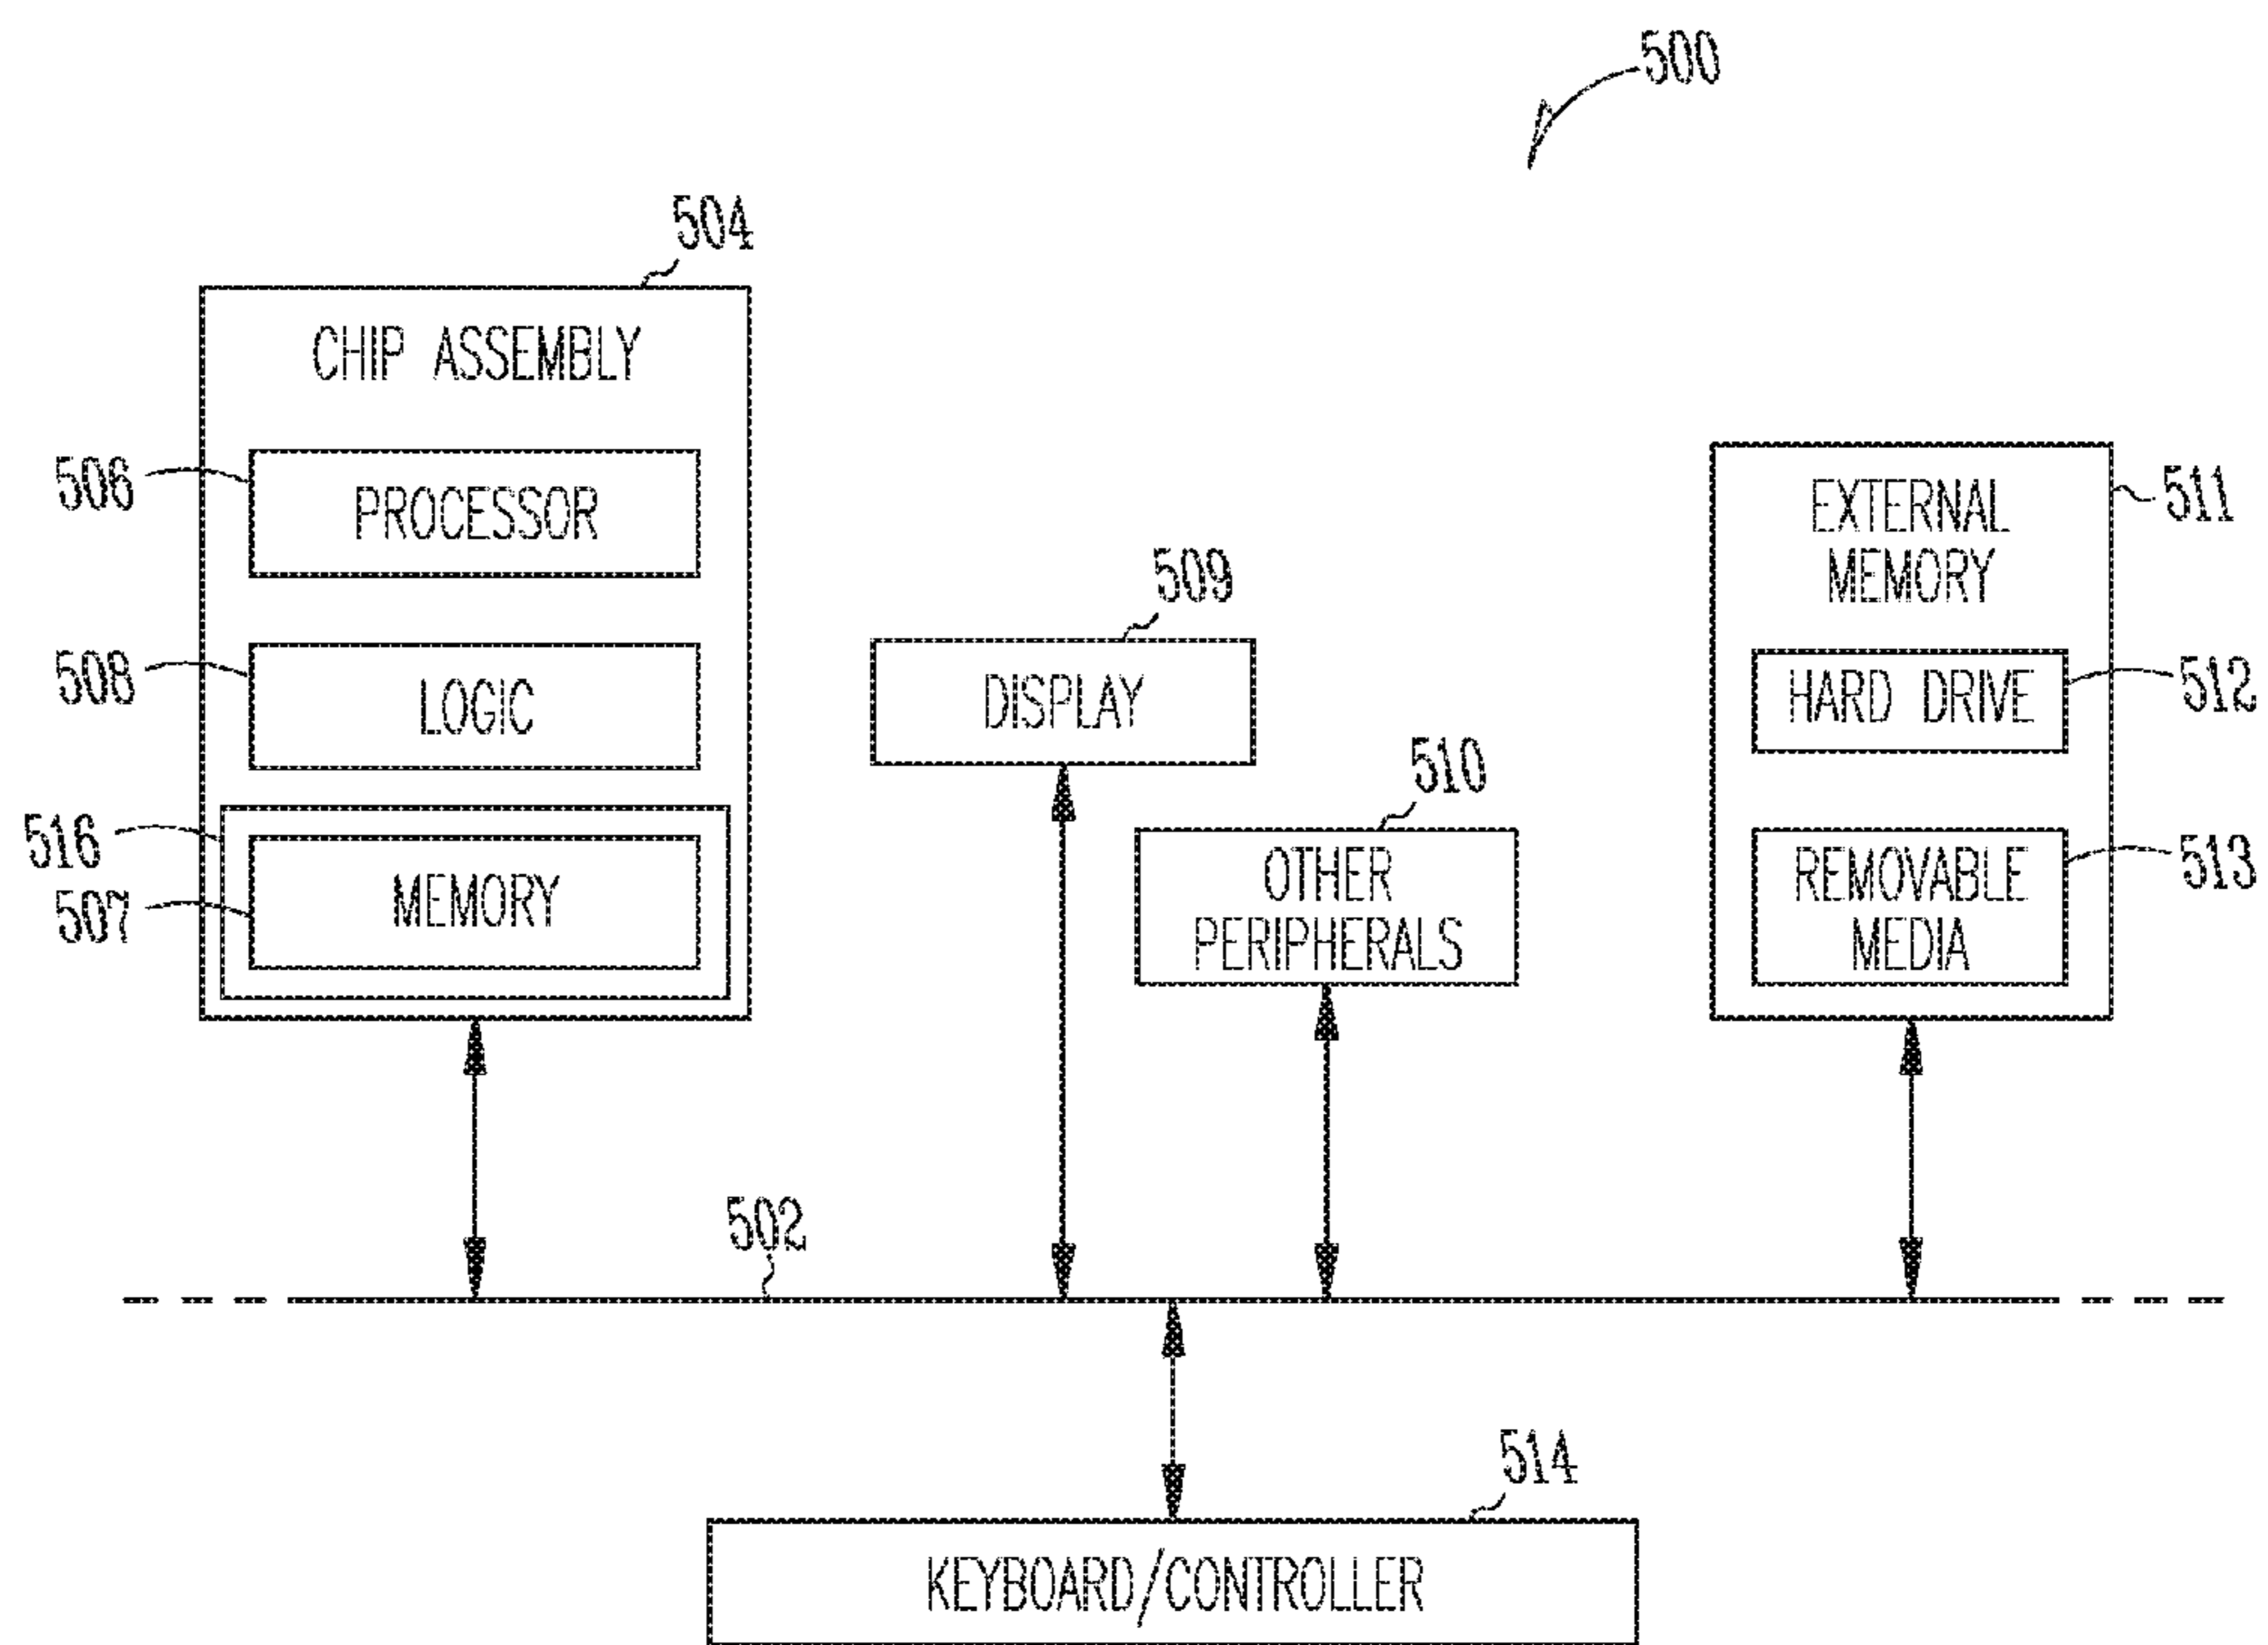 500
504
CHIP ASSEMBLY
506
PROCESSOR
508
LOGIC
516
507
MEMORY
509
DISPLAY
510
OTHER
PERIPHERALS
511
EXTERNAL
MEMORY
512
HARD DRIVE
513
REMOVABLE
MEDIA
502
514
KEYBOARD/CONTROLLER